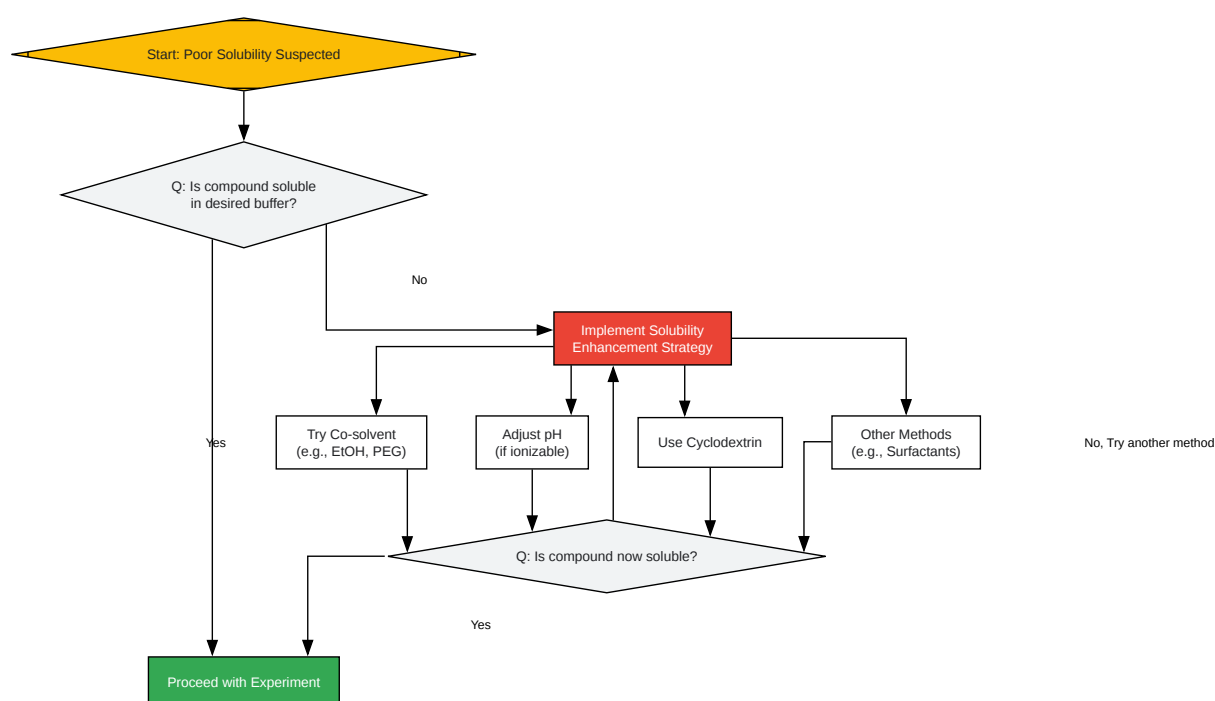 Start: Poor Solubility Suspected
Q: Is compound soluble
in desired buffer?
No
Implement Solubility
Enhancement Strategy
Try Co-solvent
(e.g., EtOH, PEG)
Adjust pH
(if ionizable)
Use Cyclodextrin
Other Methods
(e.g., Surfactants)
Yes
No, Try another method
Q: Is compound now soluble?
Yes
Proceed with Experiment